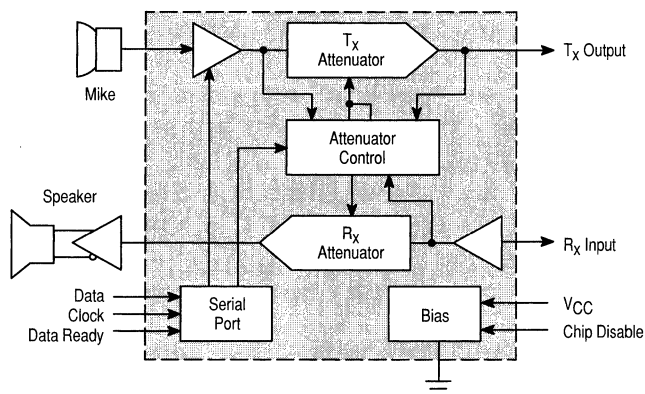 Mike
Tx
Attenuator
Tx Output
Attenuator
Control
Speaker
Rx
Attenuator
Rx Input
Data
Clock
Data Ready
Serial
Port
Bias
VCC
Chip Disable